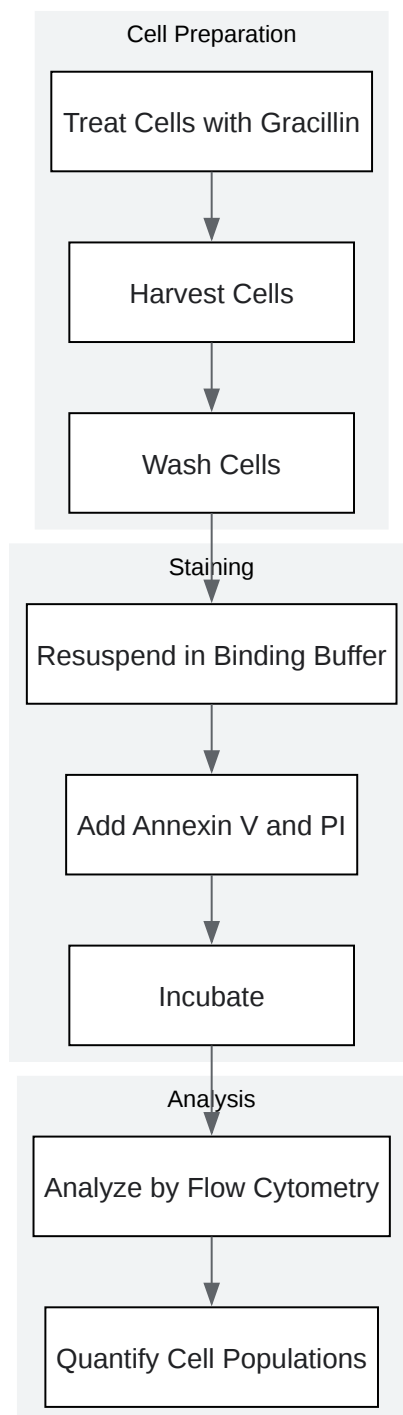 Cell Preparation
Treat Cells with Gracillin
Harvest Cells
Wash Cells
Staining
Resuspend in Binding Buffer
Add Annexin V and PI
Incubate
Analysis
Analyze by Flow Cytometry
Quantify Cell Populations